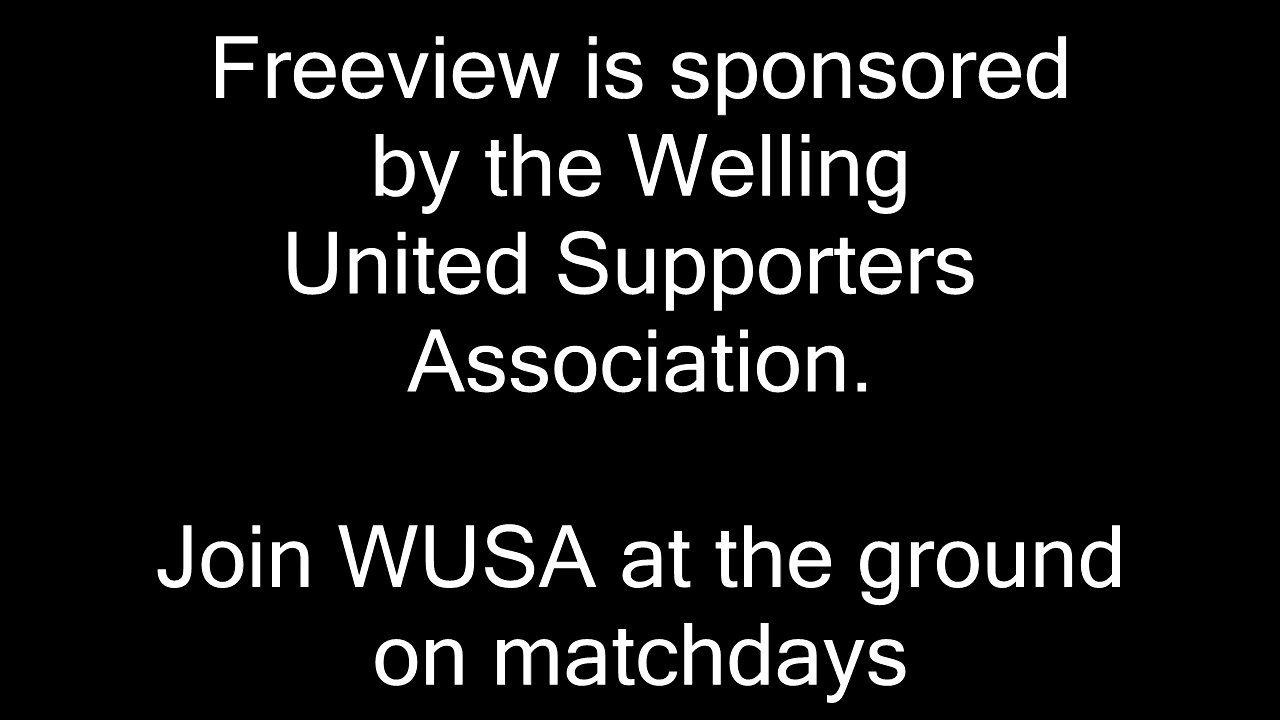 Freeview is sponsored
by the Welling
United Supporters
Association.
Join WUSA at the ground
on matchdays